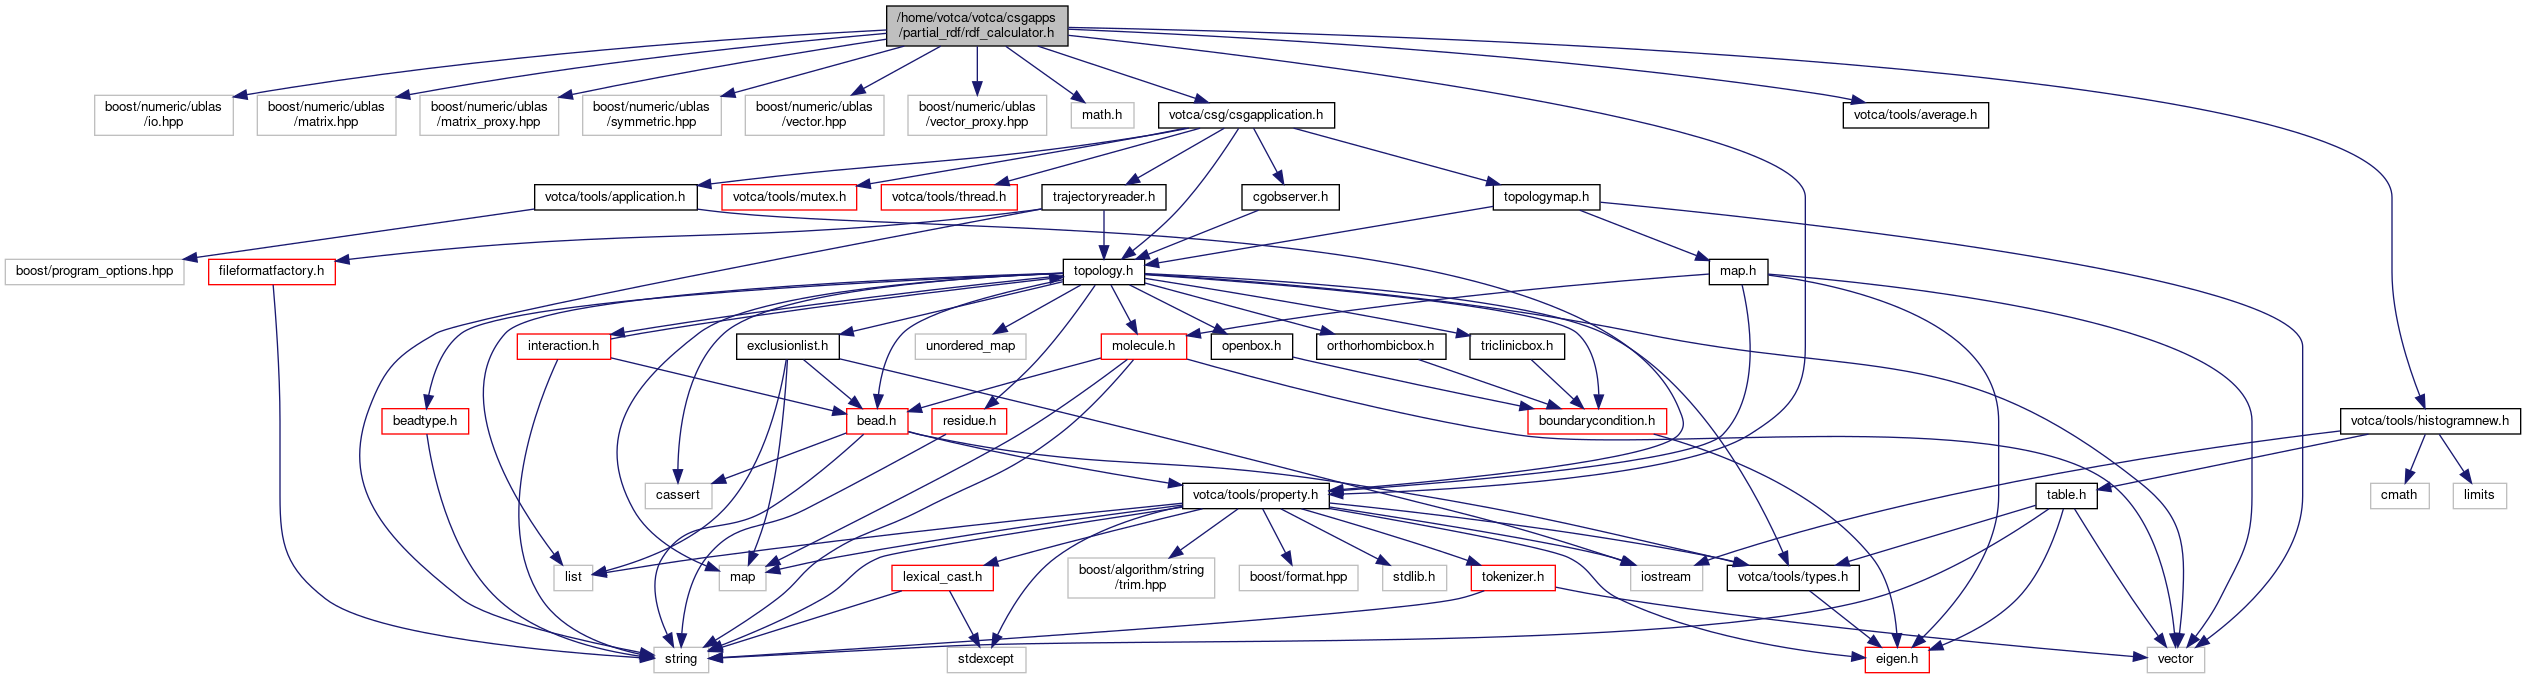 /home/votca/votca/csgapps
/partial_rdf/rdf_calculator.h
boost/numeric/ublas
/io.hpp
boost/numeric/ublas
/matrix.hpp
boost/numeric/ublas
/matrix_proxy.hpp
boost/numeric/ublas
/symmetric.hpp
boost/numeric/ublas
/vector.hpp
boost/numeric/ublas
/vector_proxy.hpp
math.h
votca/csg/csgapplication.h
votca/tools/average.h
votca/tools/application.h
votca/tools/mutex.h
votca/tools/thread.h
trajectoryreader.h
cgobserver.h
topologymap.h
boost/program_options.hpp
fileformatfactory.h
topology.h
map.h
interaction.h
exclusionlist.h
unordered_map
molecule.h
openbox.h
orthorhombicbox.h
triclinicbox.h
beadtype.h
bead.h
residue.h
boundarycondition.h
votca/tools/histogramnew.h
cassert
votca/tools/property.h
cmath
table.h
limits
list
map
lexical_cast.h
boost/algorithm/string
/trim.hpp
boost/format.hpp
stdlib.h
tokenizer.h
iostream
votca/tools/types.h
string
stdexcept
eigen.h
vector